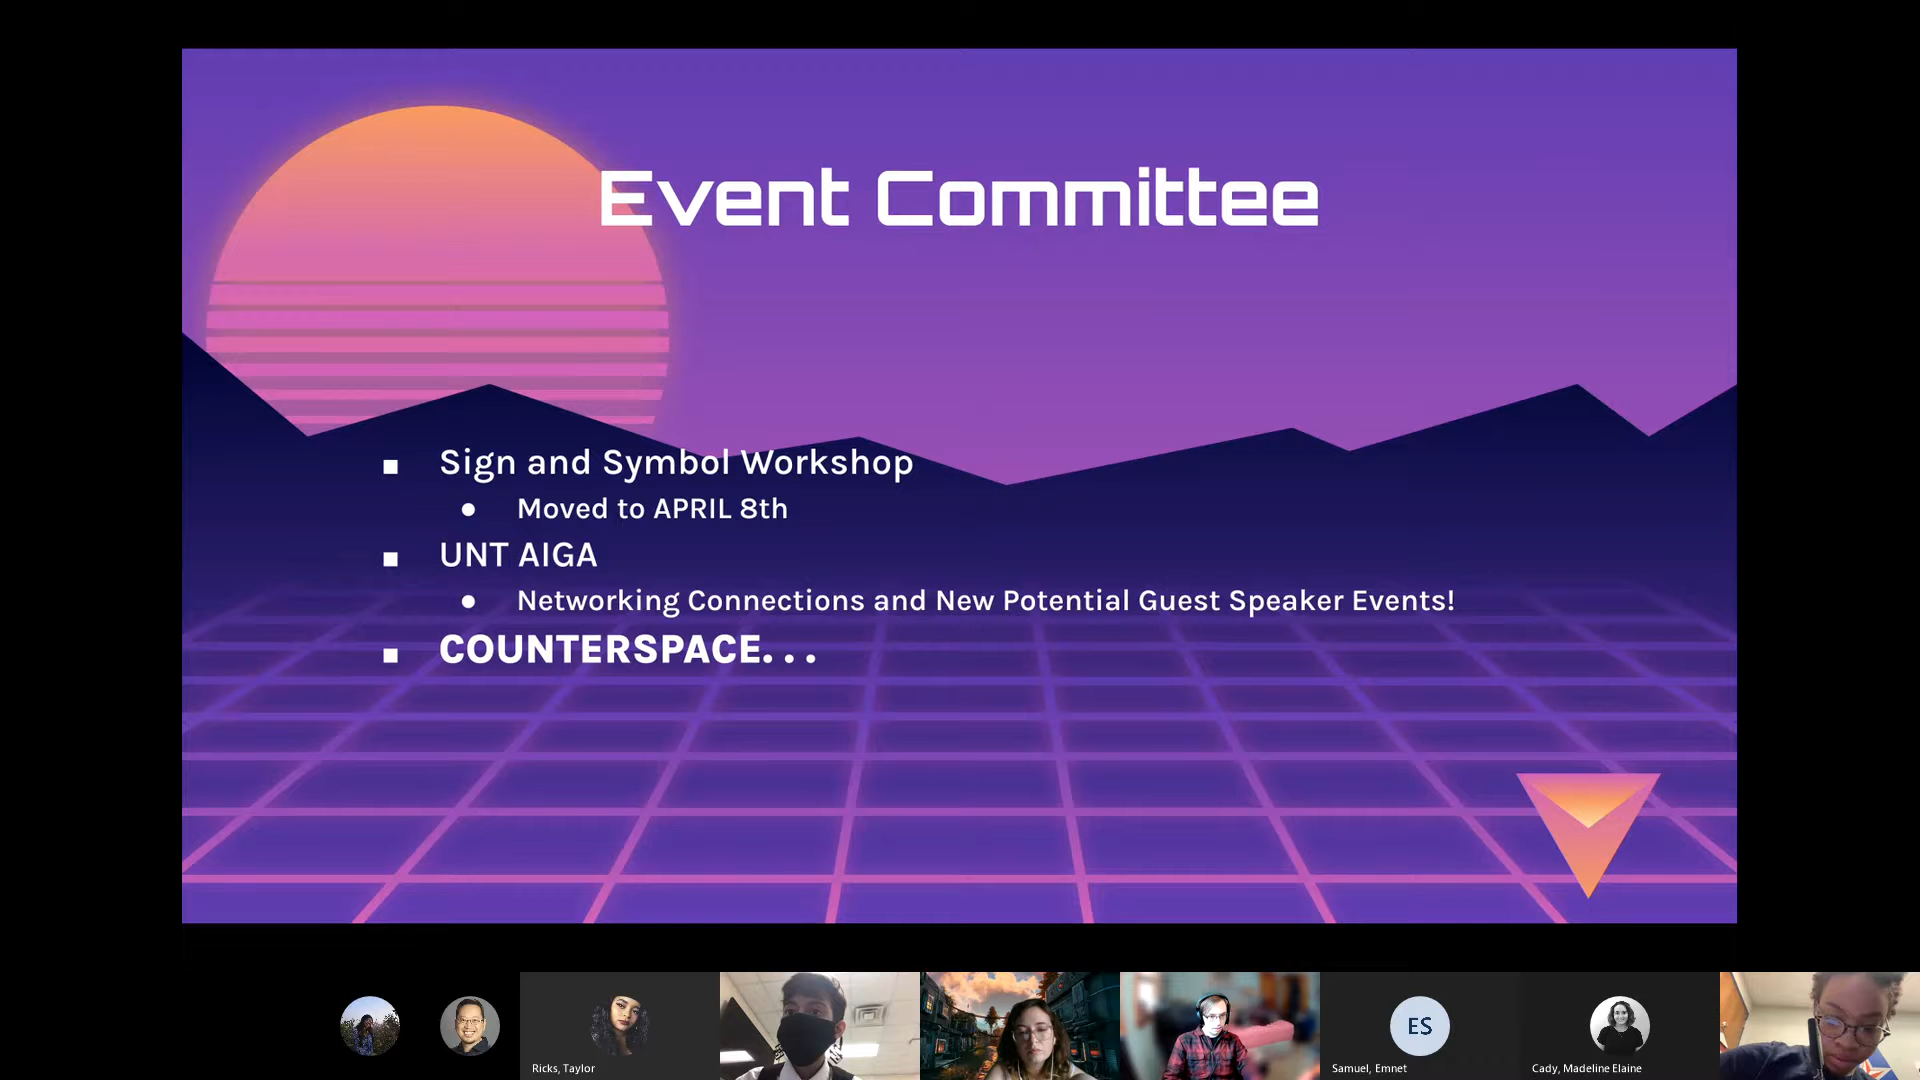 Event Committee
Sign and Symbol Workshop
Moved to APRIL 8th
UNT AIGA
Networking Connections and New Potential Guest Speaker Events!
COUNTERSPACE. . .
Ricks, Taylor
ES
Samuel, Emnet
Cady, Madeline Elaine